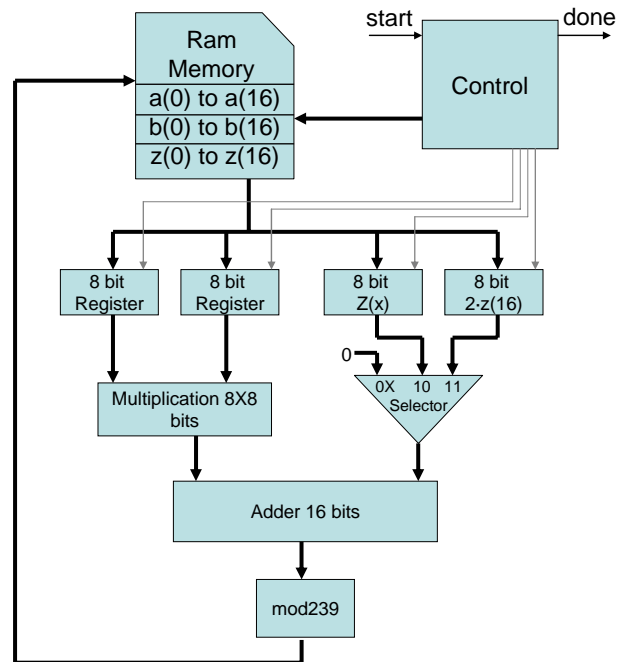 start
done
Ram
Memory
a(0) to a(16)
b(0) to b(16)
z(0) to z(16)
Control
8 bit
Register
8 bit
Register
8 bit
Z(x)
8 bit
2·z(16)
0
0X 10 11
Selector
Multiplication 8X8
bits
Adder 16 bits
mod239